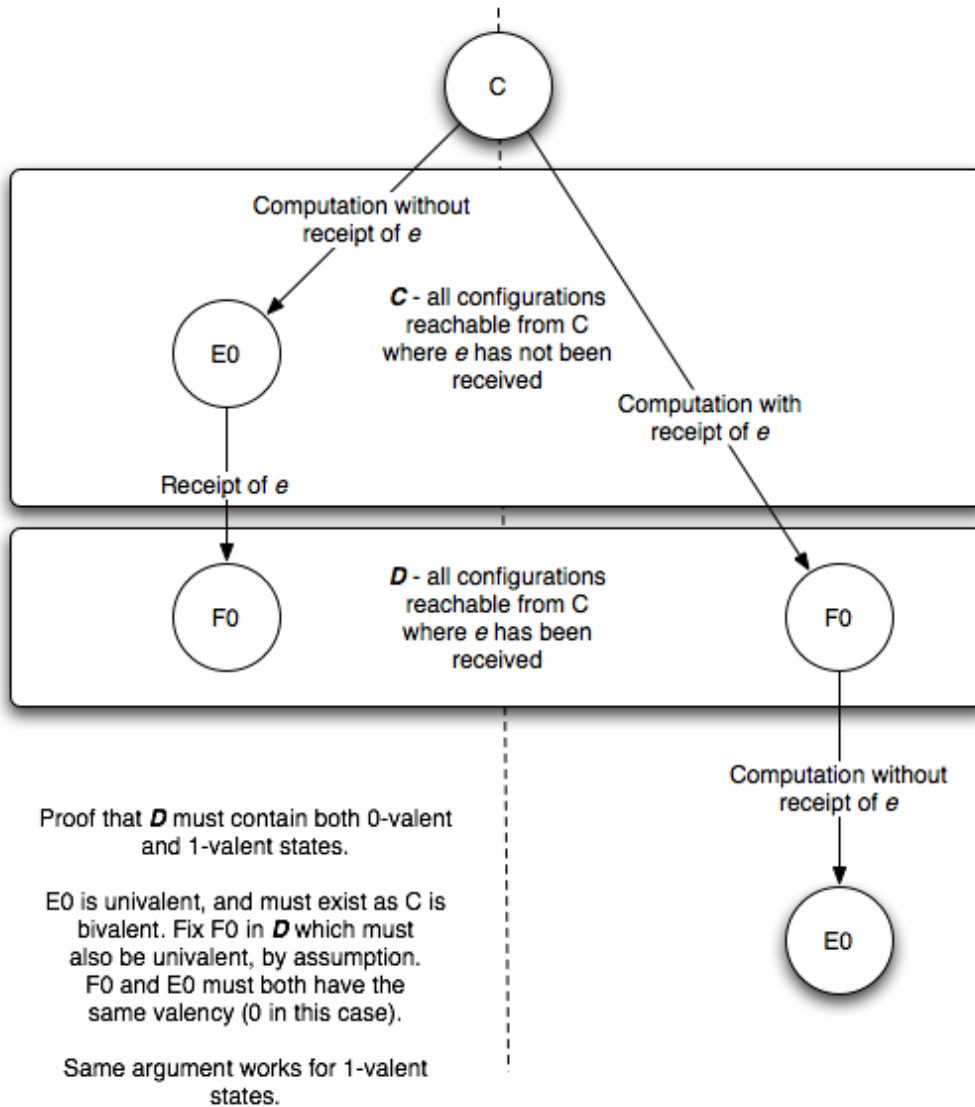 C
Computation without
receipt of e
C - all configurations
reachable from C
where e has not been
received
E0
Computation with
receipt of e
Receipt of e
D - all configurations
reachable from C
where e has been
received
F0
F0
Computation without
receipt of e
E0
Proof that D must contain both 0-valent
and 1-valent states.
E0 is univalent, and must exist as C is
bivalent. Fix F0 in D which must
also be univalent, by assumption.
F0 and E0 must both have the
same valency (0 in this case).
Same argument works for 1-valent
states.